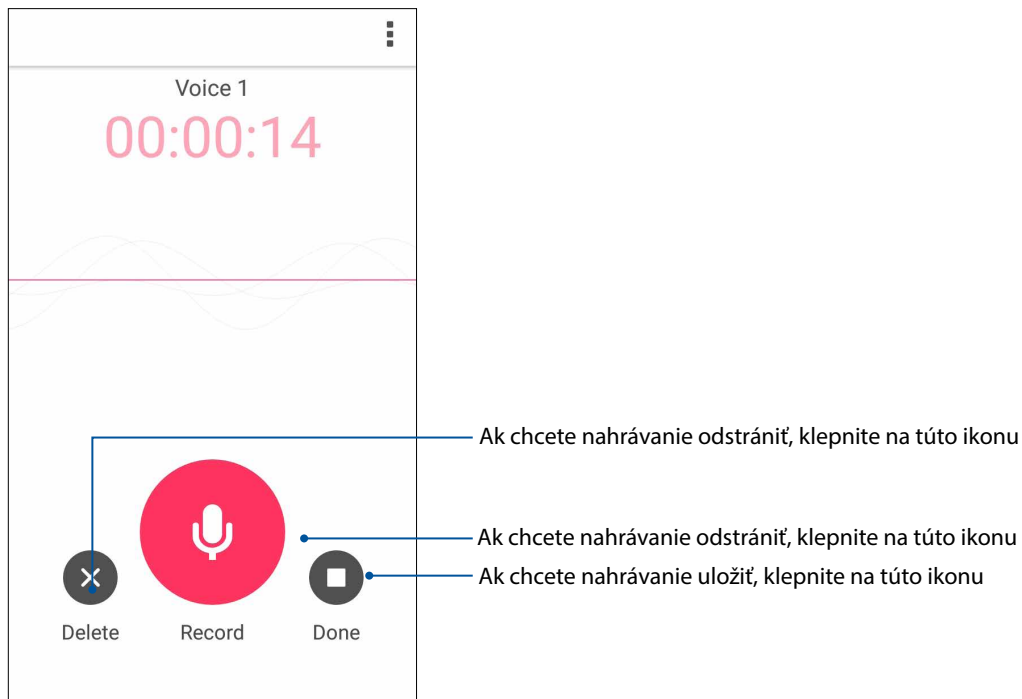 Voice 1
00:00:14
Ak chcete nahrávanie odstrániť, klepnite na túto ikonu
Ak chcete nahrávanie odstrániť, klepnite na túto ikonu
Ak chcete nahrávanie uložiť, klepnite na túto ikonu
Delete Record Done